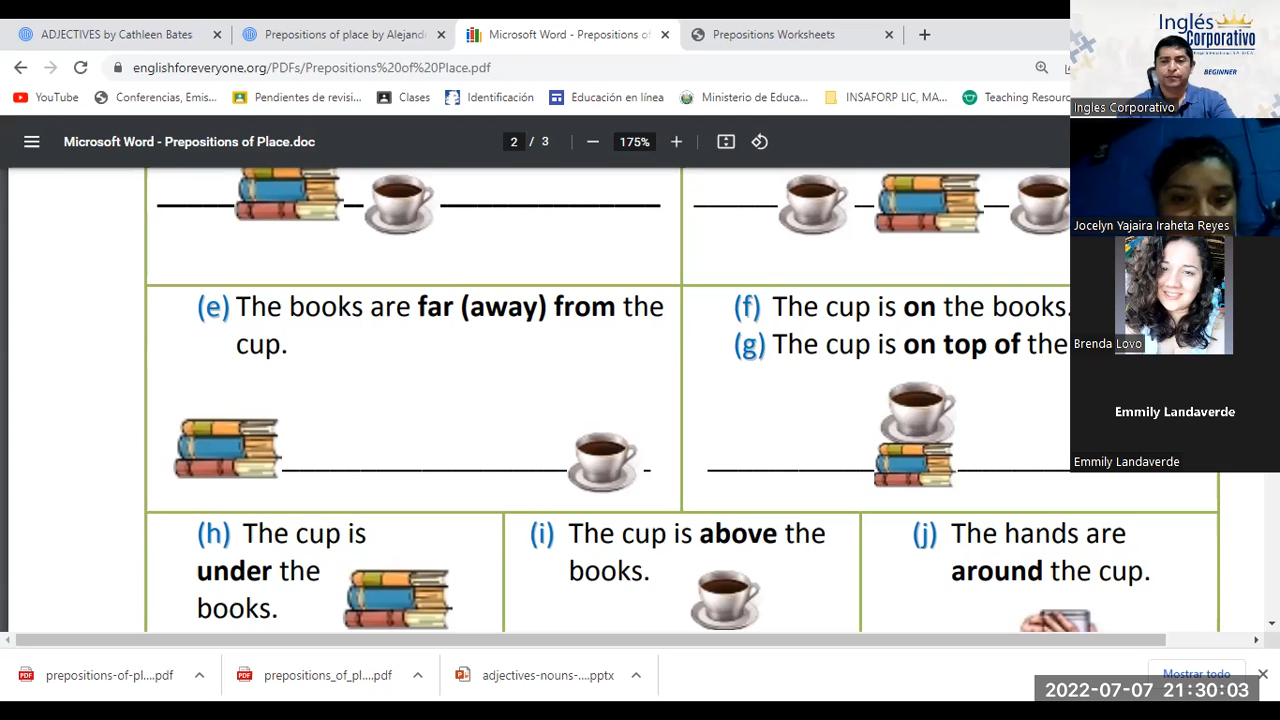 ADJECTIVES by Cathleen Bates
Prepositions of place by Alejand
Microsoft Word - Prepositions of
Prepositions Worksheets
englishforeveryone.org/PDFs/Prepositions%20of%20Place.pdf
YouTube
Conferencias, Emis...
Pendientes de revisi...
Clases
Identificación
Educación en línea
Ministerio de Educa...
INSAFORP LIC, MA...
Teaching Resourc
Microsoft Word - Prepositions of Place.doc
2 / 3
175%
(e) The books are far (away) from the
cup.
(f) The cup is on the books.
(g) The cup is on top of the
(h) The cup is
under the
books.
(i) The cup is above the
books.
(j) The hands are
around the cup.
Inglés
Corporativo
BEGINNER
Ingles Corporativo
Jocelyn Yajaira Iraheta Reyes
Brenda Lovo
Emmily Landaverde
Emmily Landaverde
prepositions-of-pl....pdf
prepositions_of_pl....pdf
adjectives-nouns-....pptx
Mostrar todo
2022-07-07 21:30:03